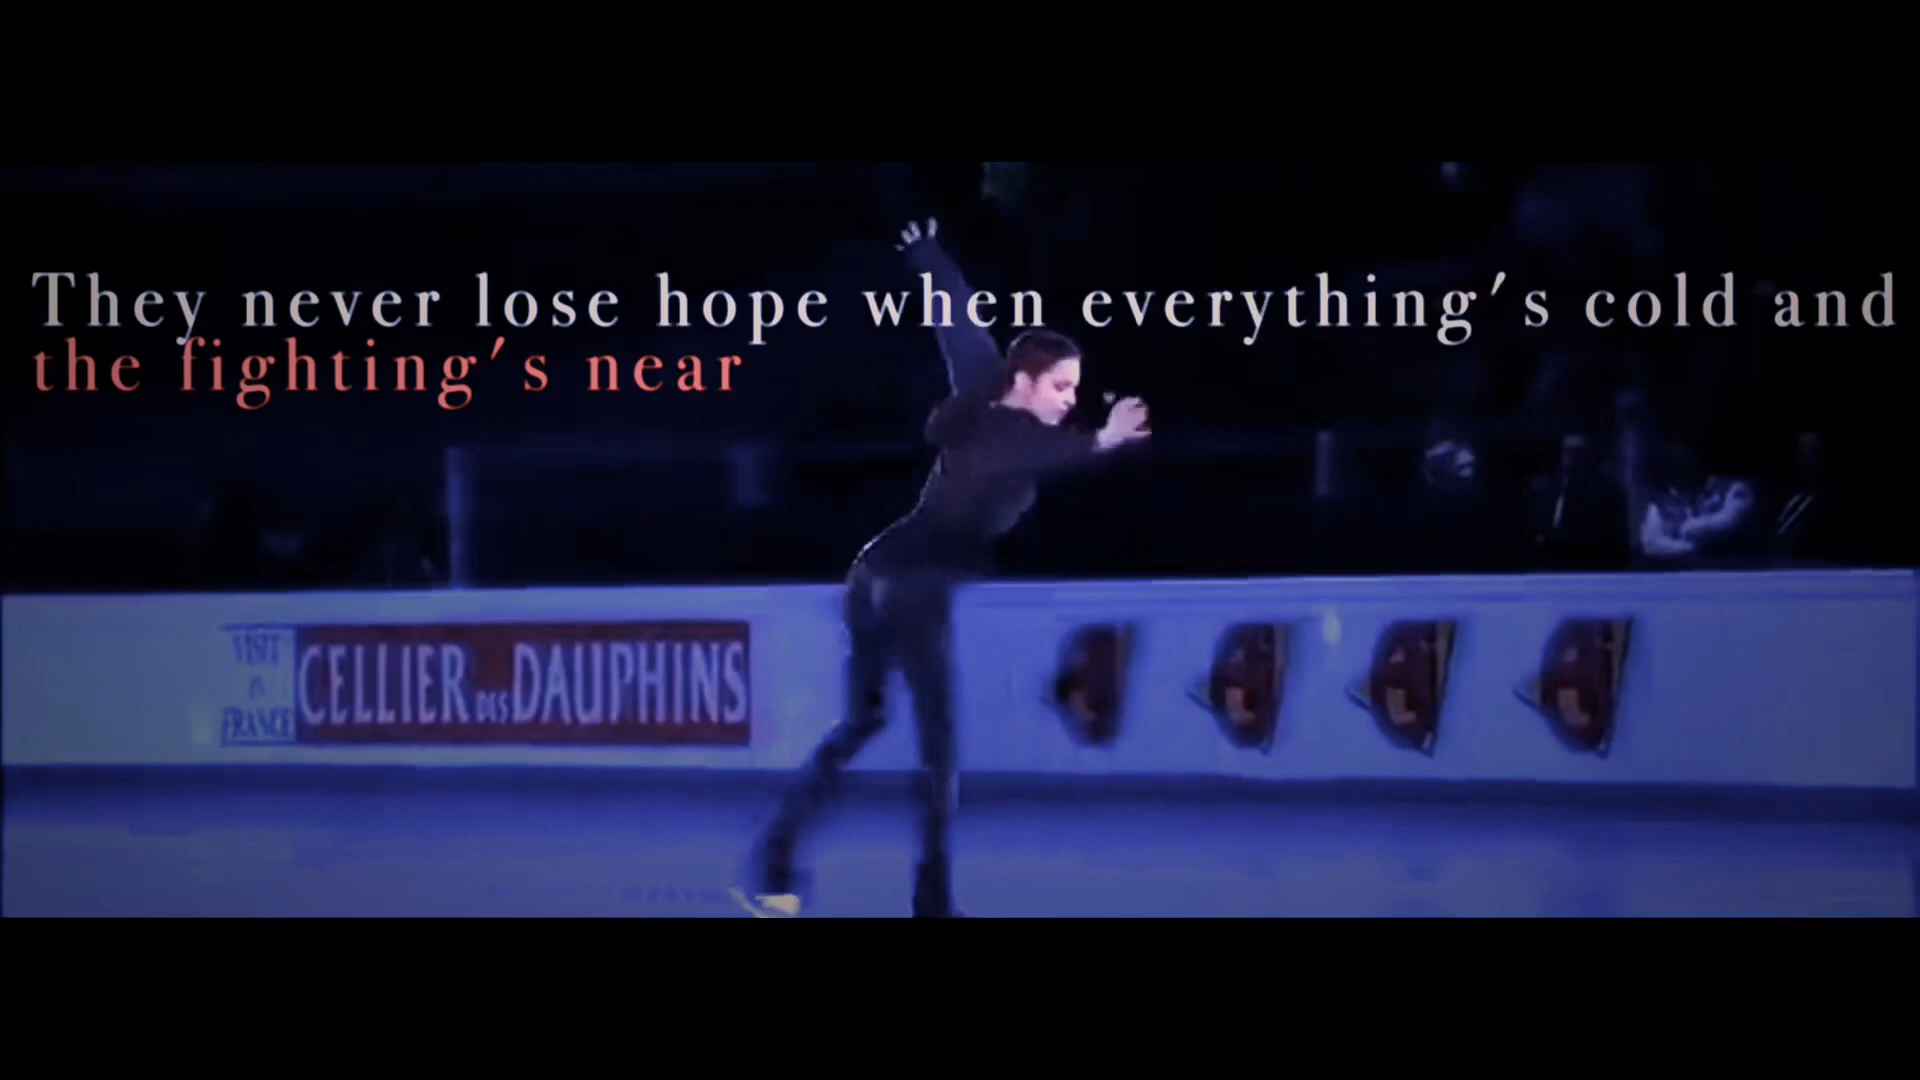 They never lose hope when everything's cold and
the fighting's near
VISIT
FRANCE
CELLIER DES DAUPHINS